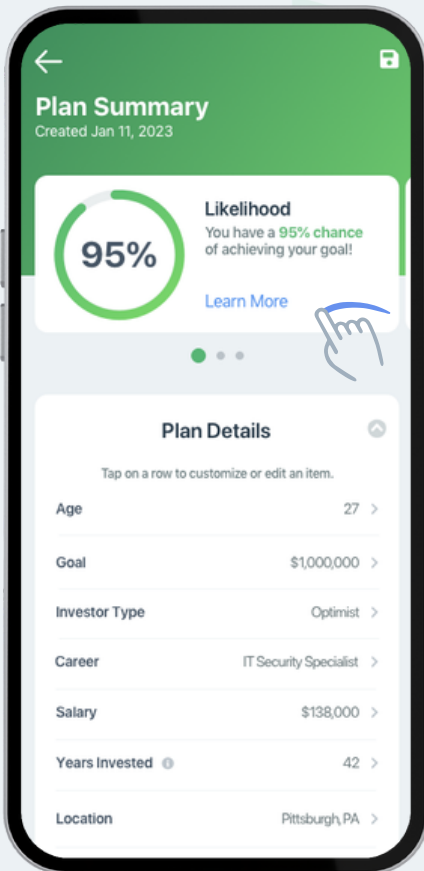 Plan Summary
Created Jan 11, 2023
95%
Likelihood
You have a 95% chance
of achieving your goal!
Learn More
Plan Details
Tap on a row to customize or edit an item.
Age 27
Goal $1,000,000
Investor Type Optimist
Career IT Security Specialist
Salary $138,000
Years Invested 42
Location Pittsburgh, PA